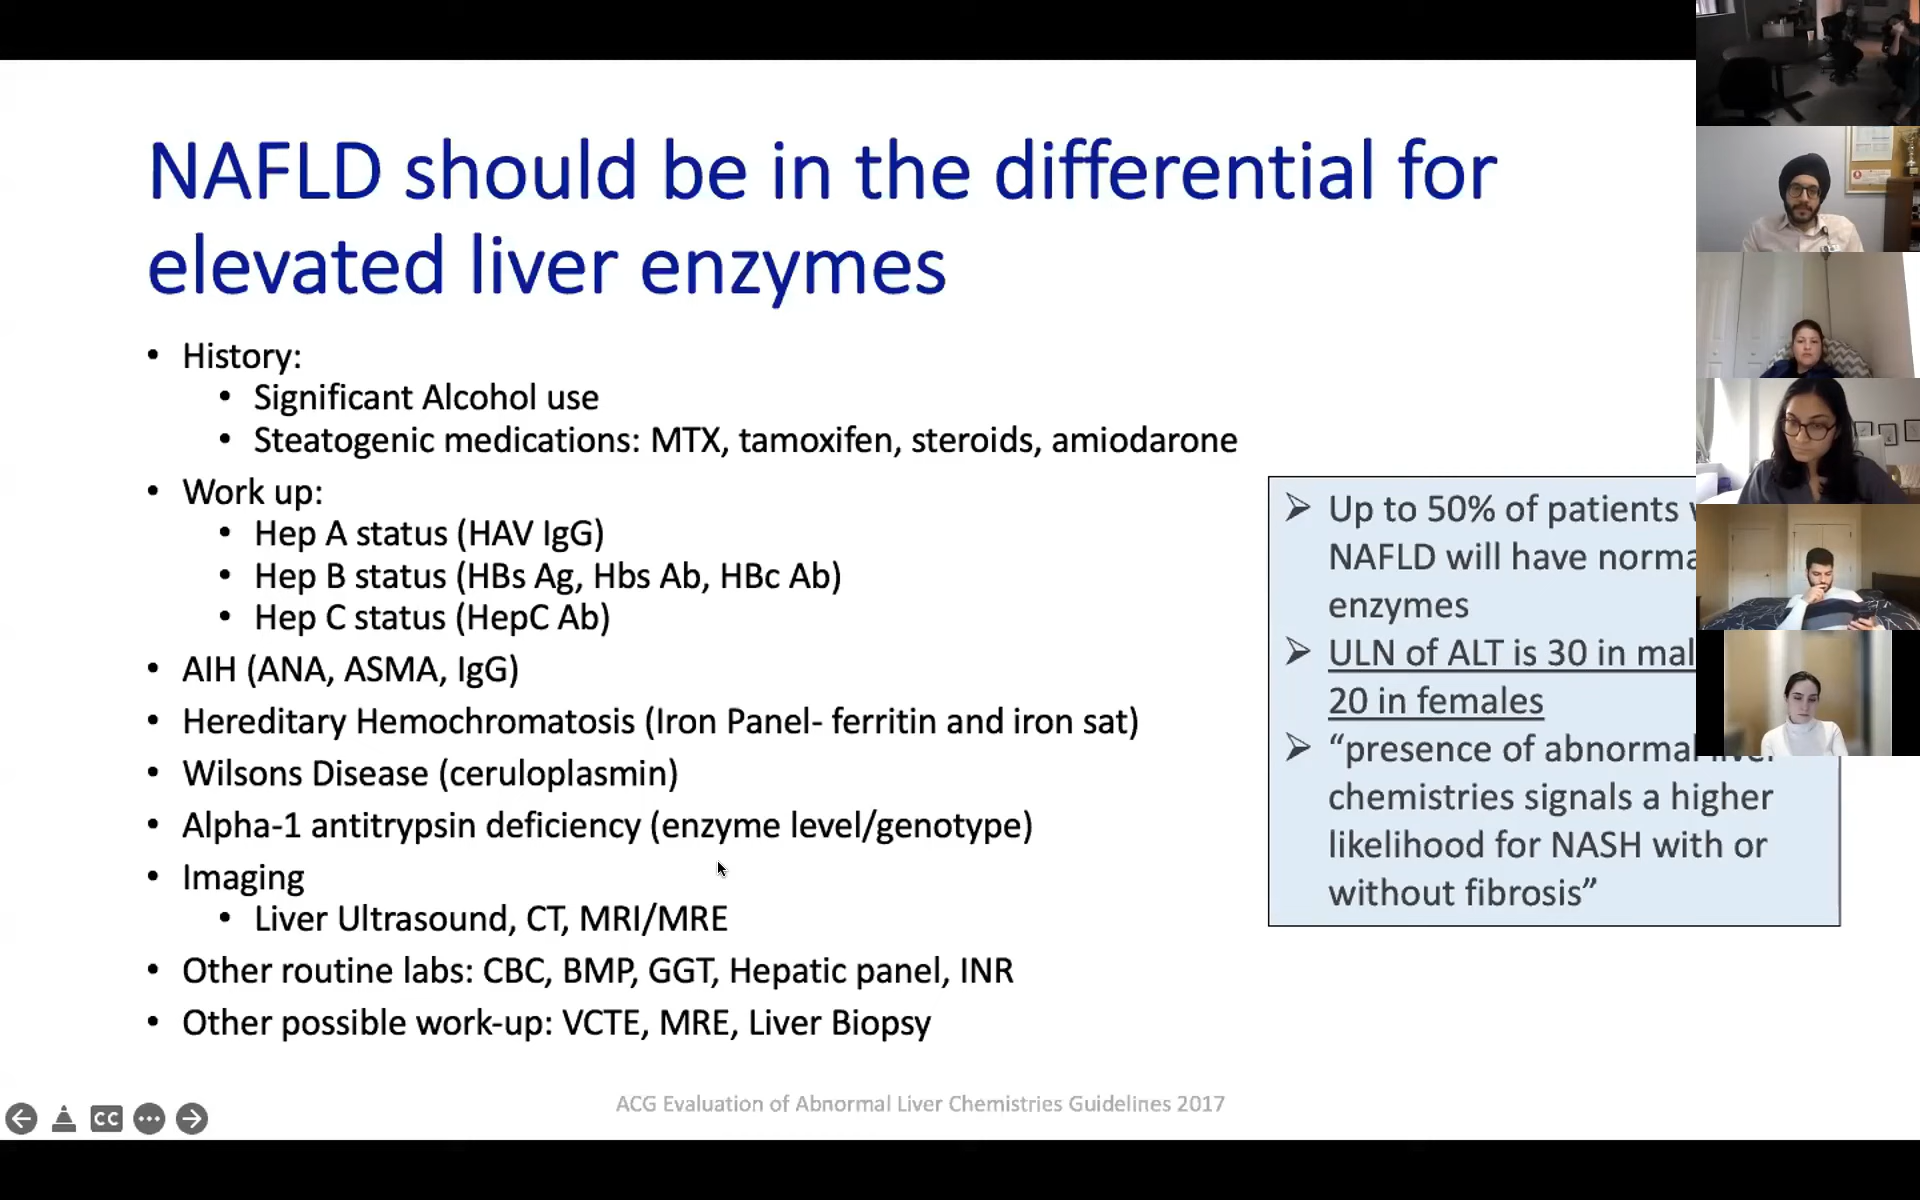 NAFLD should be in the differential for
elevated liver enzymes
• History:
• Significant Alcohol use
• Steatogenic medications: MTX, tamoxifen, steroids, amiodarone
• Work up:
• Hep A status (HAV IgG)
• Hep B status (HBs Ag, Hbs Ab, HBc Ab)
• Hep C status (HepC Ab)
• AIH (ANA, ASMA, IgG)
• Hereditary Hemochromatosis (Iron Panel- ferritin and iron sat)
• Wilsons Disease (ceruloplasmin)
• Alpha-1 antitrypsin deficiency (enzyme level/genotype)
• Imaging
• Liver Ultrasound, CT, MRI/MRE
• Other routine labs: CBC, BMP, GGT, Hepatic panel, INR
• Other possible work-up: VCTE, MRE, Liver Biopsy
➢ Up to 50% of patients
NAFLD will have norma
enzymes
➢ ULN of ALT is 30 in mal
20 in females
➢ “presence of abnormal liver
chemistries signals a higher
likelihood for NASH with or
without fibrosis”
ACG Evaluation of Abnormal Liver Chemistries Guidelines 2017
CC